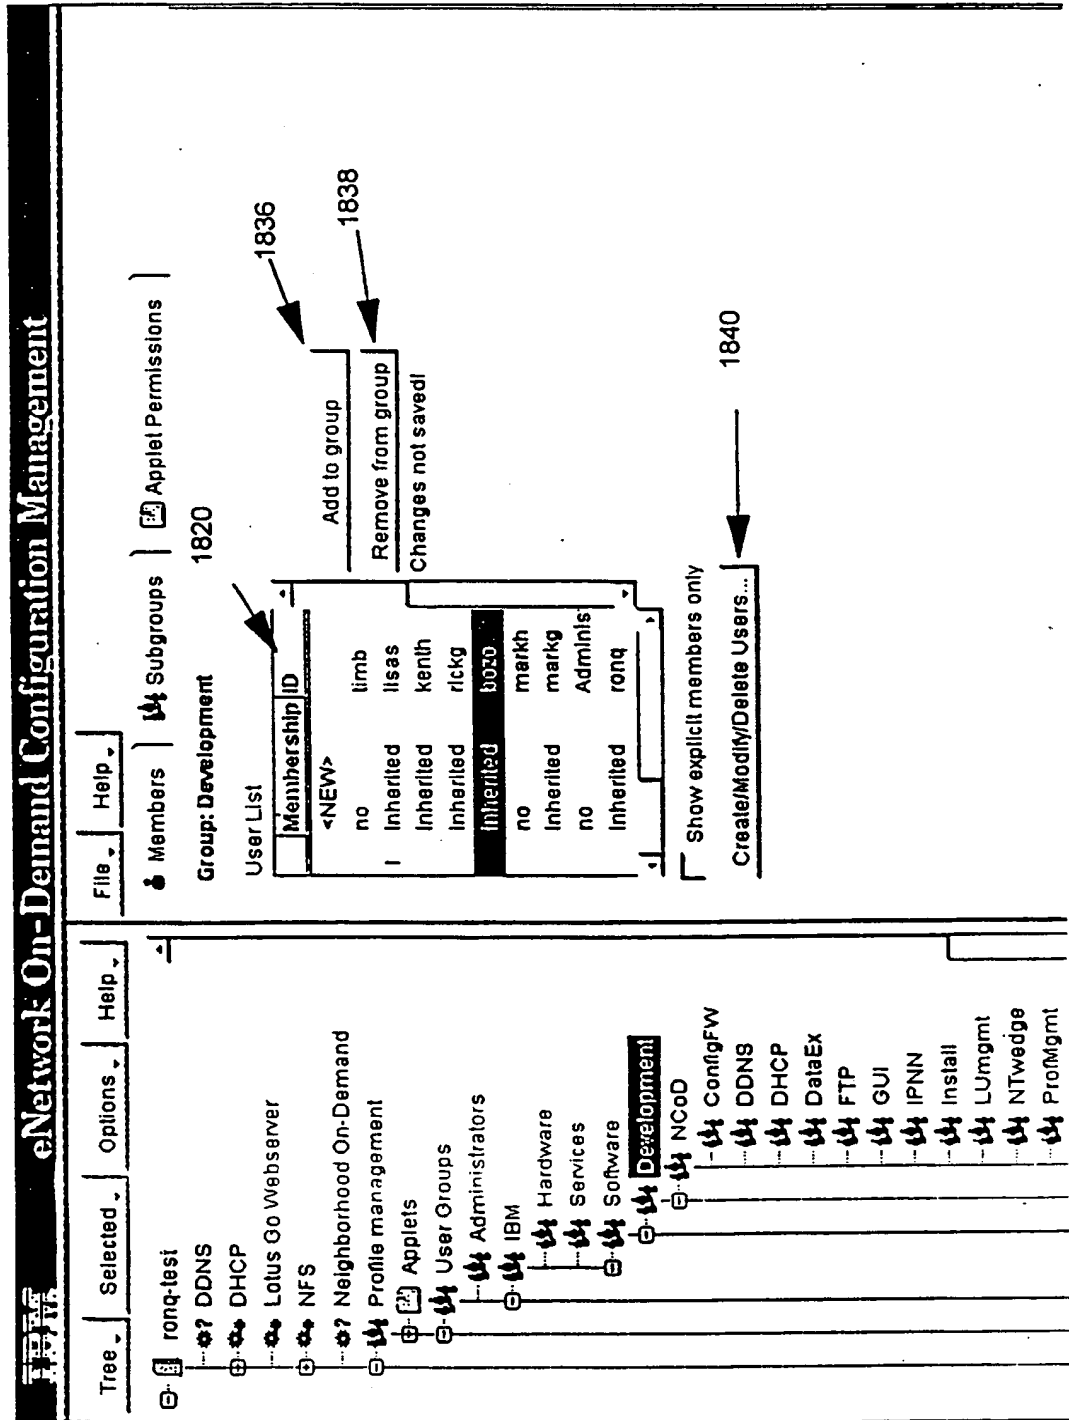 IBM eNetwork On-Demand Configuration Management
Tree Selected Options Help
ronq-test
DDNS
DHCP
Lotus Go Webserver
NFS
Neighborhood On-Demand
Profile management
Applets
User Groups
Administrators
IBM
Hardware
Services
Software
Development
NCoD
ConfigFW
DDNS
DHCP
DataEx
FTP
GUI
IPNN
Install
LUmgmt
NTwedge
ProfMgmt
File Help
Members Subgroups Applet Permissions
Group: Development
1820
User List
Membership ID
<NEW>
no timb
Inherited lisas
Inherited kenth
Inherited rickg
Inherited bozo
no markh
Inherited markg
no Adminis
Inherited ronq
Add to group
1836
Remove from group
1838
Changes not saved!
Show explicit members only
Create/Modify/Delete Users...
1840